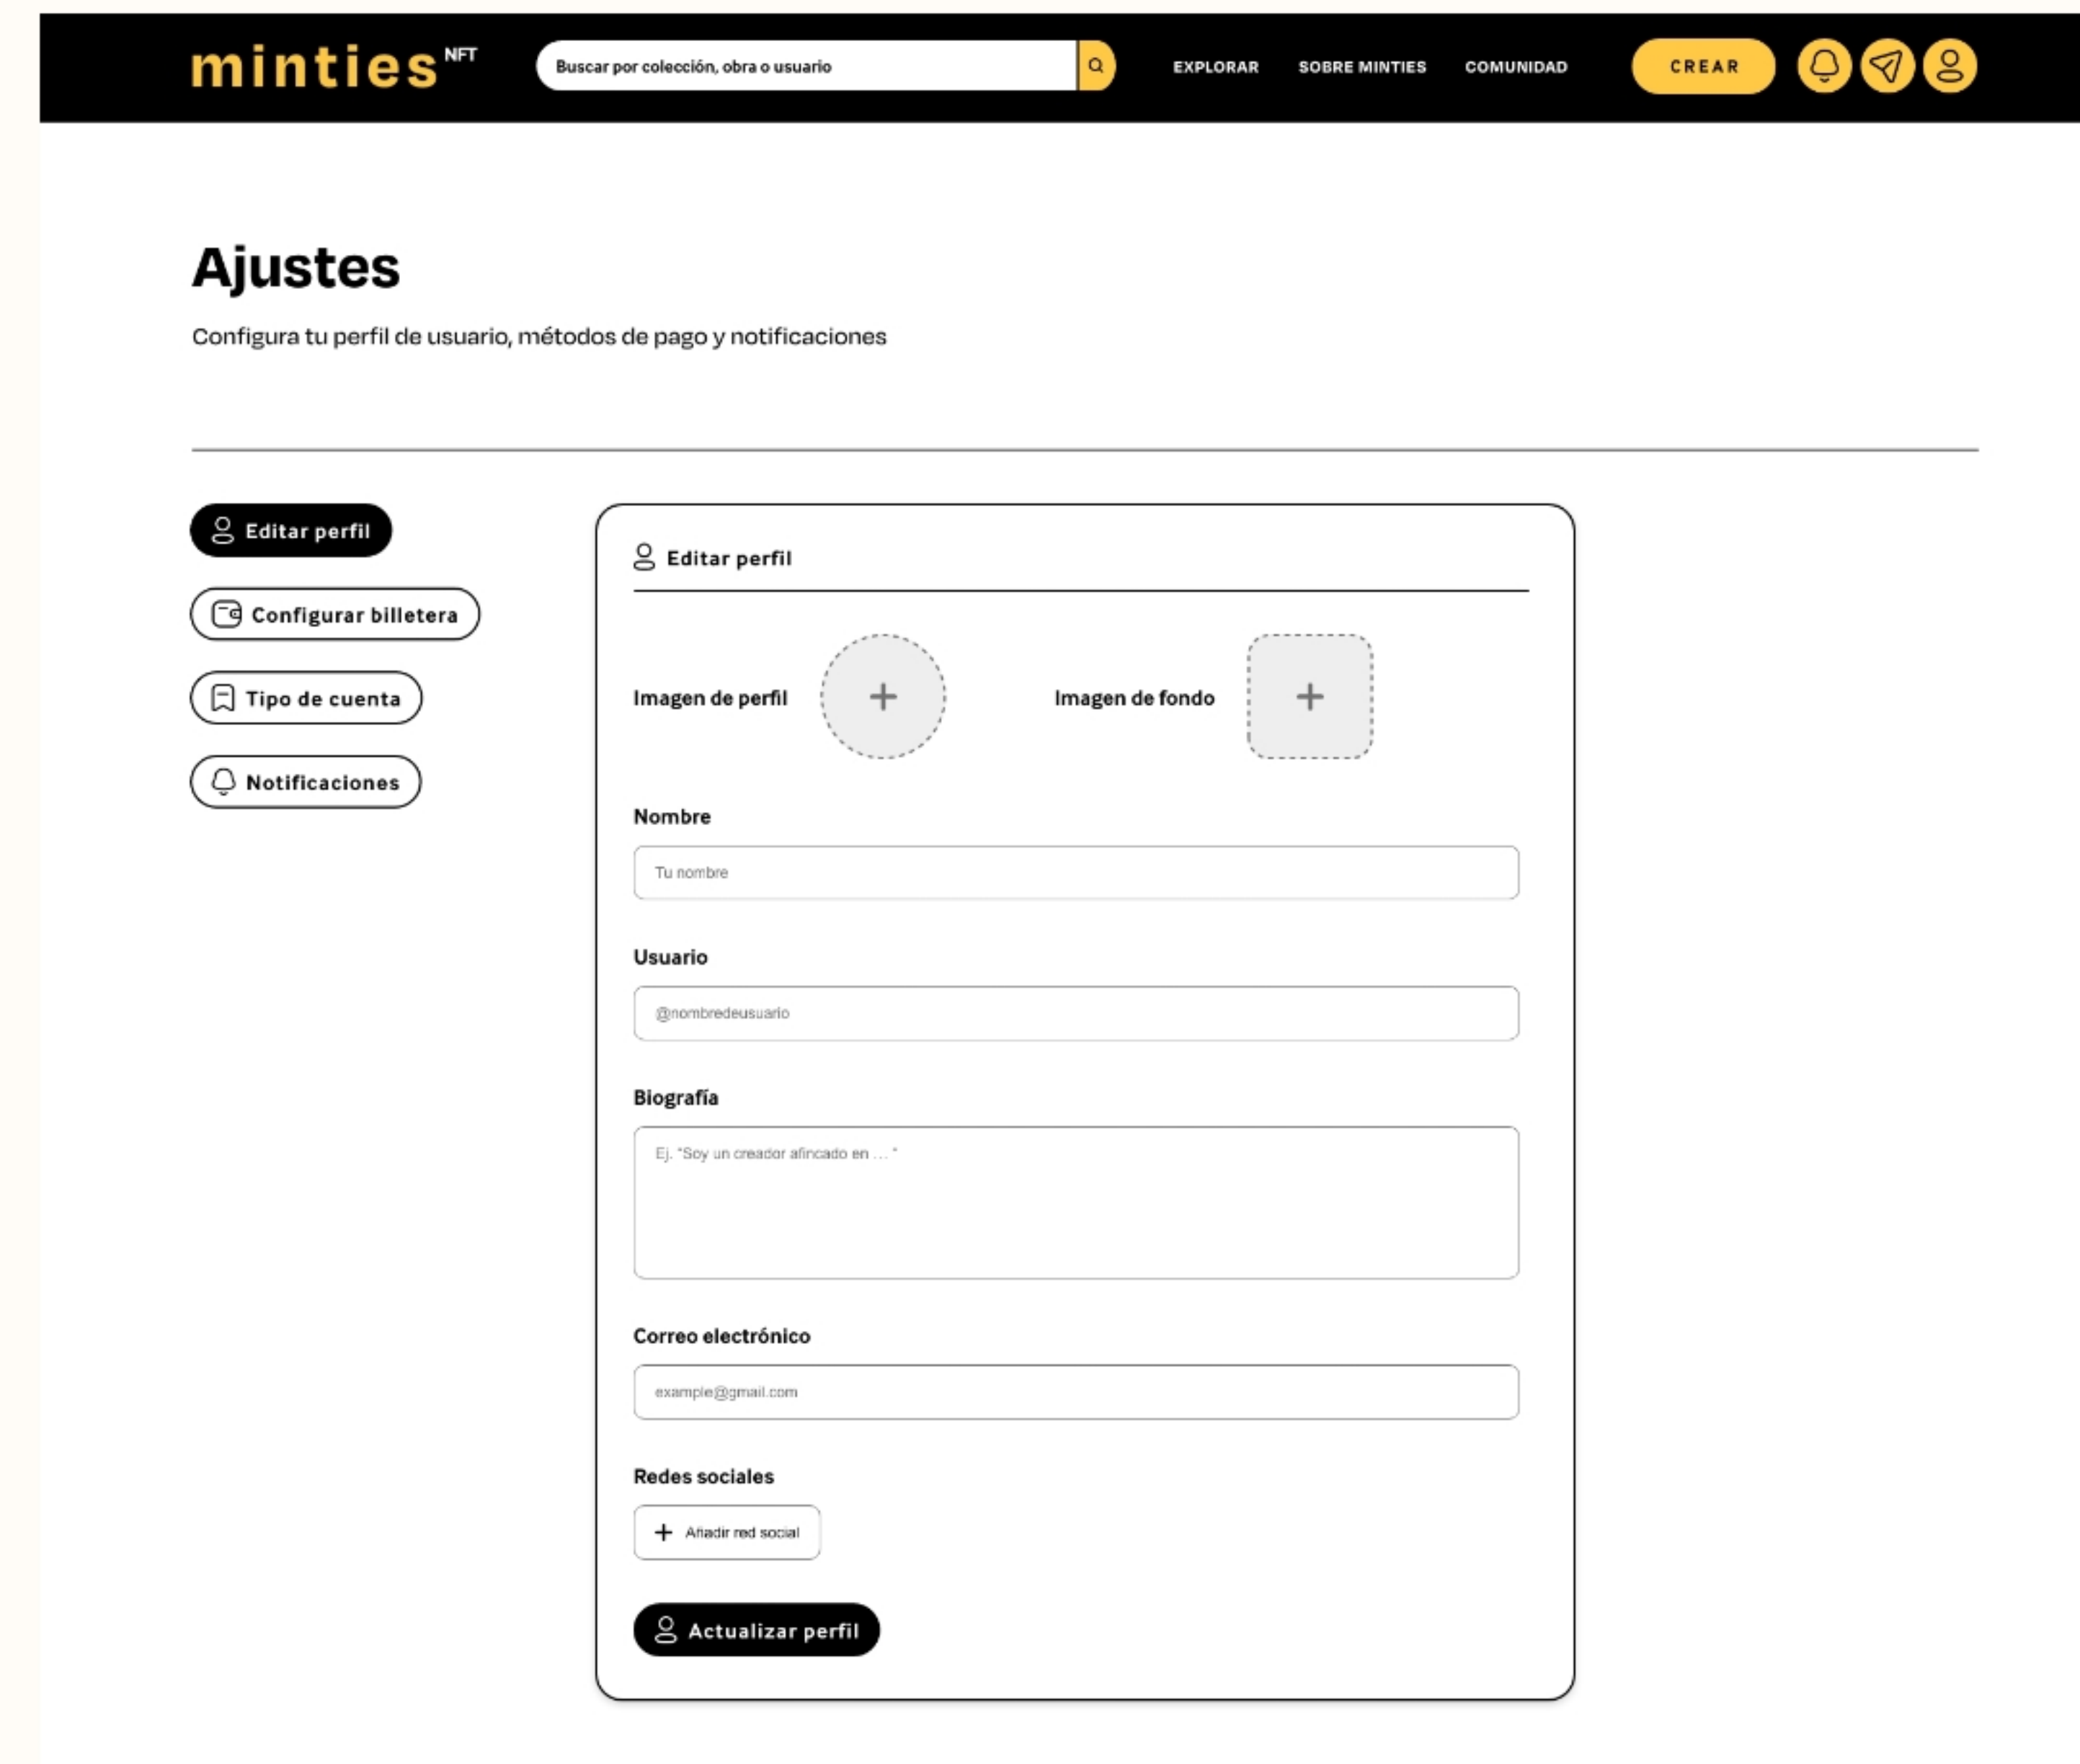 minties NFT
Buscar por colección, obra o usuario
EXPLORAR
SOBRE MINTIES
COMUNIDAD
CREAR
Ajustes
Configura tu perfil de usuario, métodos de pago y notificaciones
Editar perfil
Configurar billetera
Tipo de cuenta
Notificaciones
Editar perfil
Imagen de perfil
Imagen de fondo
Nombre
Tu nombre
Usuario
@nombredeusuario
Biografía
Ej. "Soy un creador afincado en ... "
Correo electrónico
example@gmail.com
Redes sociales
Añadir red social
Actualizar perfil